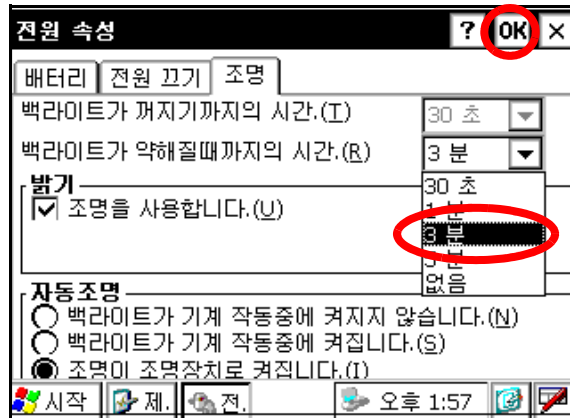 전원 속성 ? OK ×
배터리 전원 끄기 조명
백라이트가 꺼지기까지의 시간.(T) 30 초
백라이트가 약해질때까지의 시간.(R) 3 분
밝기
30 초
조명을 사용합니다.(U)
1 분
3 분
분
없음
자동조명
백라이트가 기계 작동중에 켜지지 않습니다.(N)
백라이트가 기계 작동중에 켜집니다.(S)
조명이 조명장치로 켜집니다.(I)
시작 제. 전. 오후 1:57